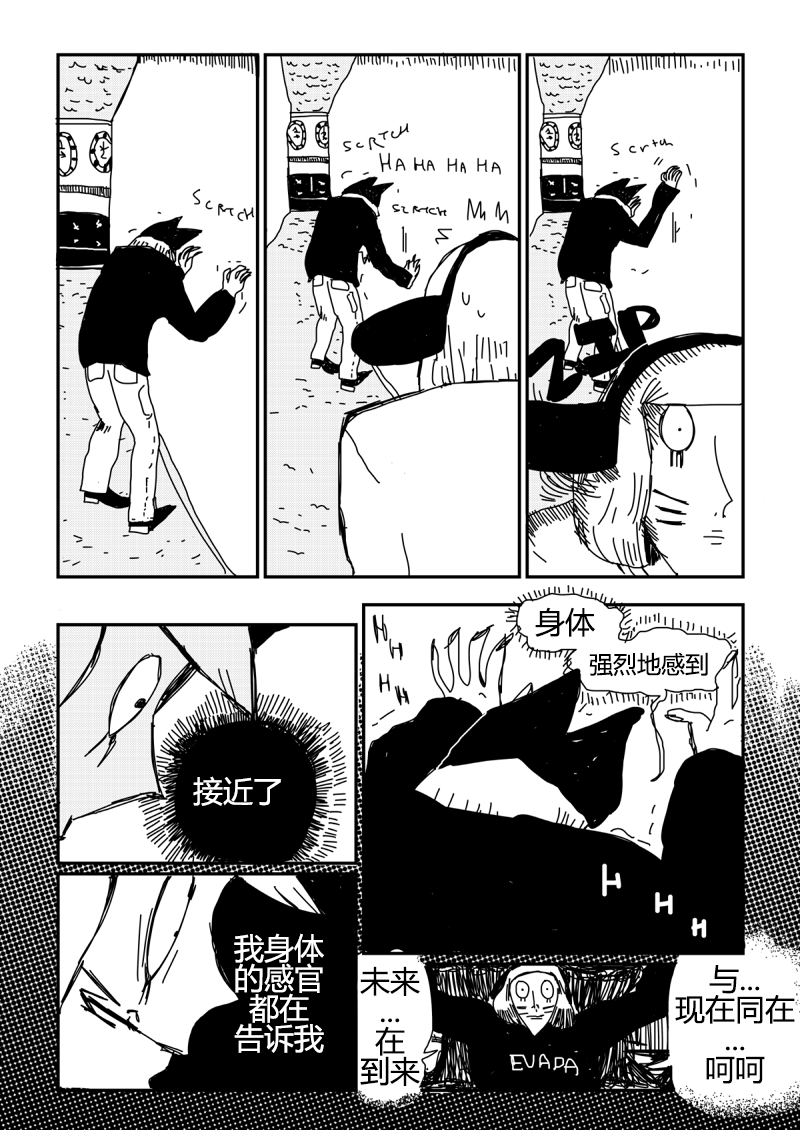 SCRTCH
SCRTCH
HA HA HA HA
SCRTCH
Scrtch
ZIP
接近了
身体
强烈地感到
H
H
H
H
H
H
我身体
的感官
都在
告诉我
未来
...
在
到来
EVADA
与...
现在同在
...
呵呵